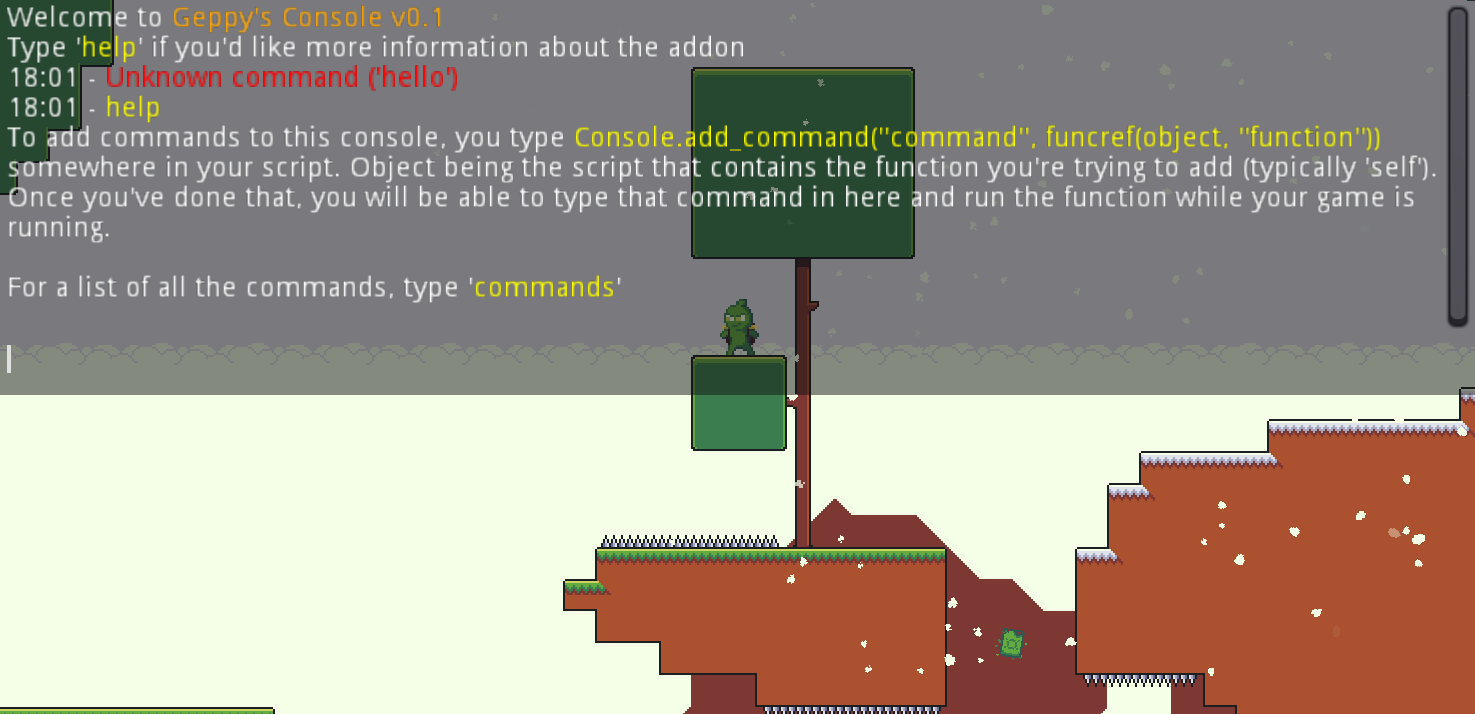 Welcome to Geppy's Console v0.1
Type 'help' if you'd like more information about the addon
18:01 - Unknown command ('hello')
18:01 - help
To add commands to this console, you type Console.add_command("command", funcref(object, "function"))
somewhere in your script. Object being the script that contains the function you're trying to add (typically 'self').
Once you've done that, you will be able to type that command in here and run the function while your game is
running.
For a list of all the commands, type 'commands'